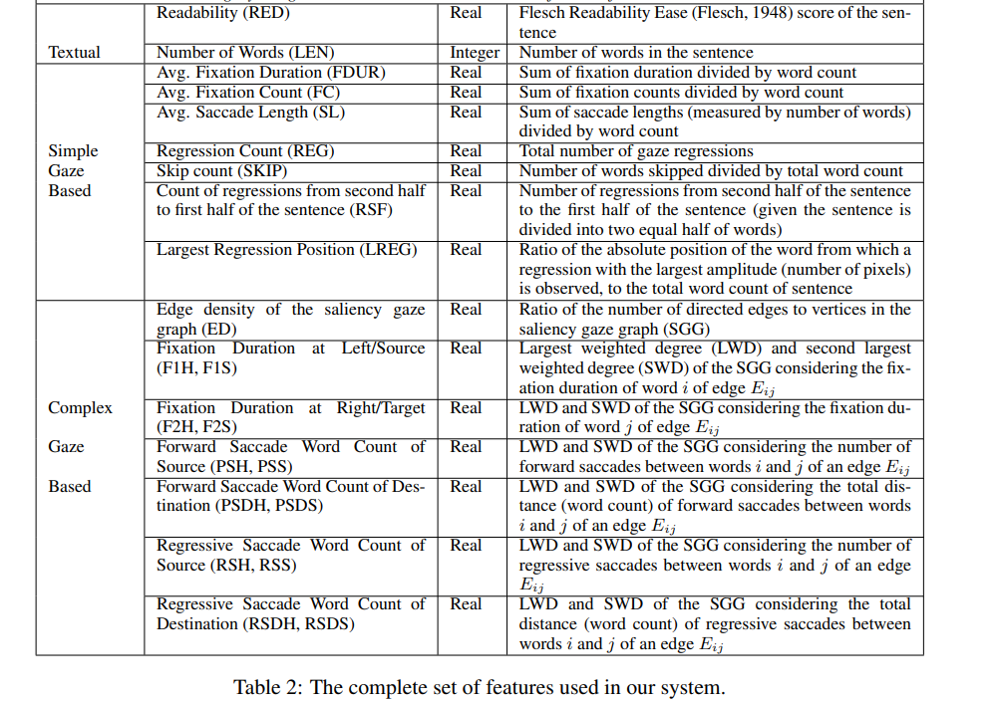 Readability (RED) Real Flesch Readability Ease (Flesch, 1948) score of the sen-
tence
Textual Number of Words (LEN) Integer Number of words in the sentence
Avg. Fixation Duration (FDUR) Real Sum of fixation duration divided by word count
Avg. Fixation Count (FC) Real Sum of fixation counts divided by word count
Avg. Saccade Length (SL) Real Sum of saccade lengths (measured by number of words)
divided by word count
Simple Regression Count (REG) Real Total number of gaze regressions
Gaze Skip count (SKIP) Real Number of words skipped divided by total word count
Based Count of regressions from second half Real Number of regressions from second half of the sentence
to first half of the sentence (RSF) to the first half of the sentence (given the sentence is
divided into two equal half of words)
Largest Regression Position (LREG) Real Ratio of the absolute position of the word from which a
regression with the largest amplitude (number of pixels)
is observed, to the total word count of sentence
Edge density of the saliency gaze Real Ratio of the number of directed edges to vertices in the
graph (ED) saliency gaze graph (SGG)
Fixation Duration at Left/Source Real Largest weighted degree (LWD) and second largest
(F1H, F1S) weighted degree (SWD) of the SGG considering the fix-
ation duration of word i of edge Eij
Complex Fixation Duration at Right/Target Real LWD and SWD of the SGG considering the fixation du-
(F2H, F2S) ration of word j of edge Eij
Gaze Forward Saccade Word Count of Real LWD and SWD of the SGG considering the number of
Source (PSH, PSS) forward saccades between words i and j of an edge Eij
Based Forward Saccade Word Count of Des- Real LWD and SWD of the SGG considering the total dis-
tination (PSDH, PSDS) tance (word count) of forward saccades between words
i and j of an edge Eij
Regressive Saccade Word Count of Real LWD and SWD of the SGG considering the number of
Source (RSH, RSS) regressive saccades between words i and j of an edge
Eij
Regressive Saccade Word Count of Real LWD and SWD of the SGG considering the total
Destination (RSDH, RSDS) distance (word count) of regressive saccades between
words i and j of an edge Eij
Table 2: The complete set of features used in our system.